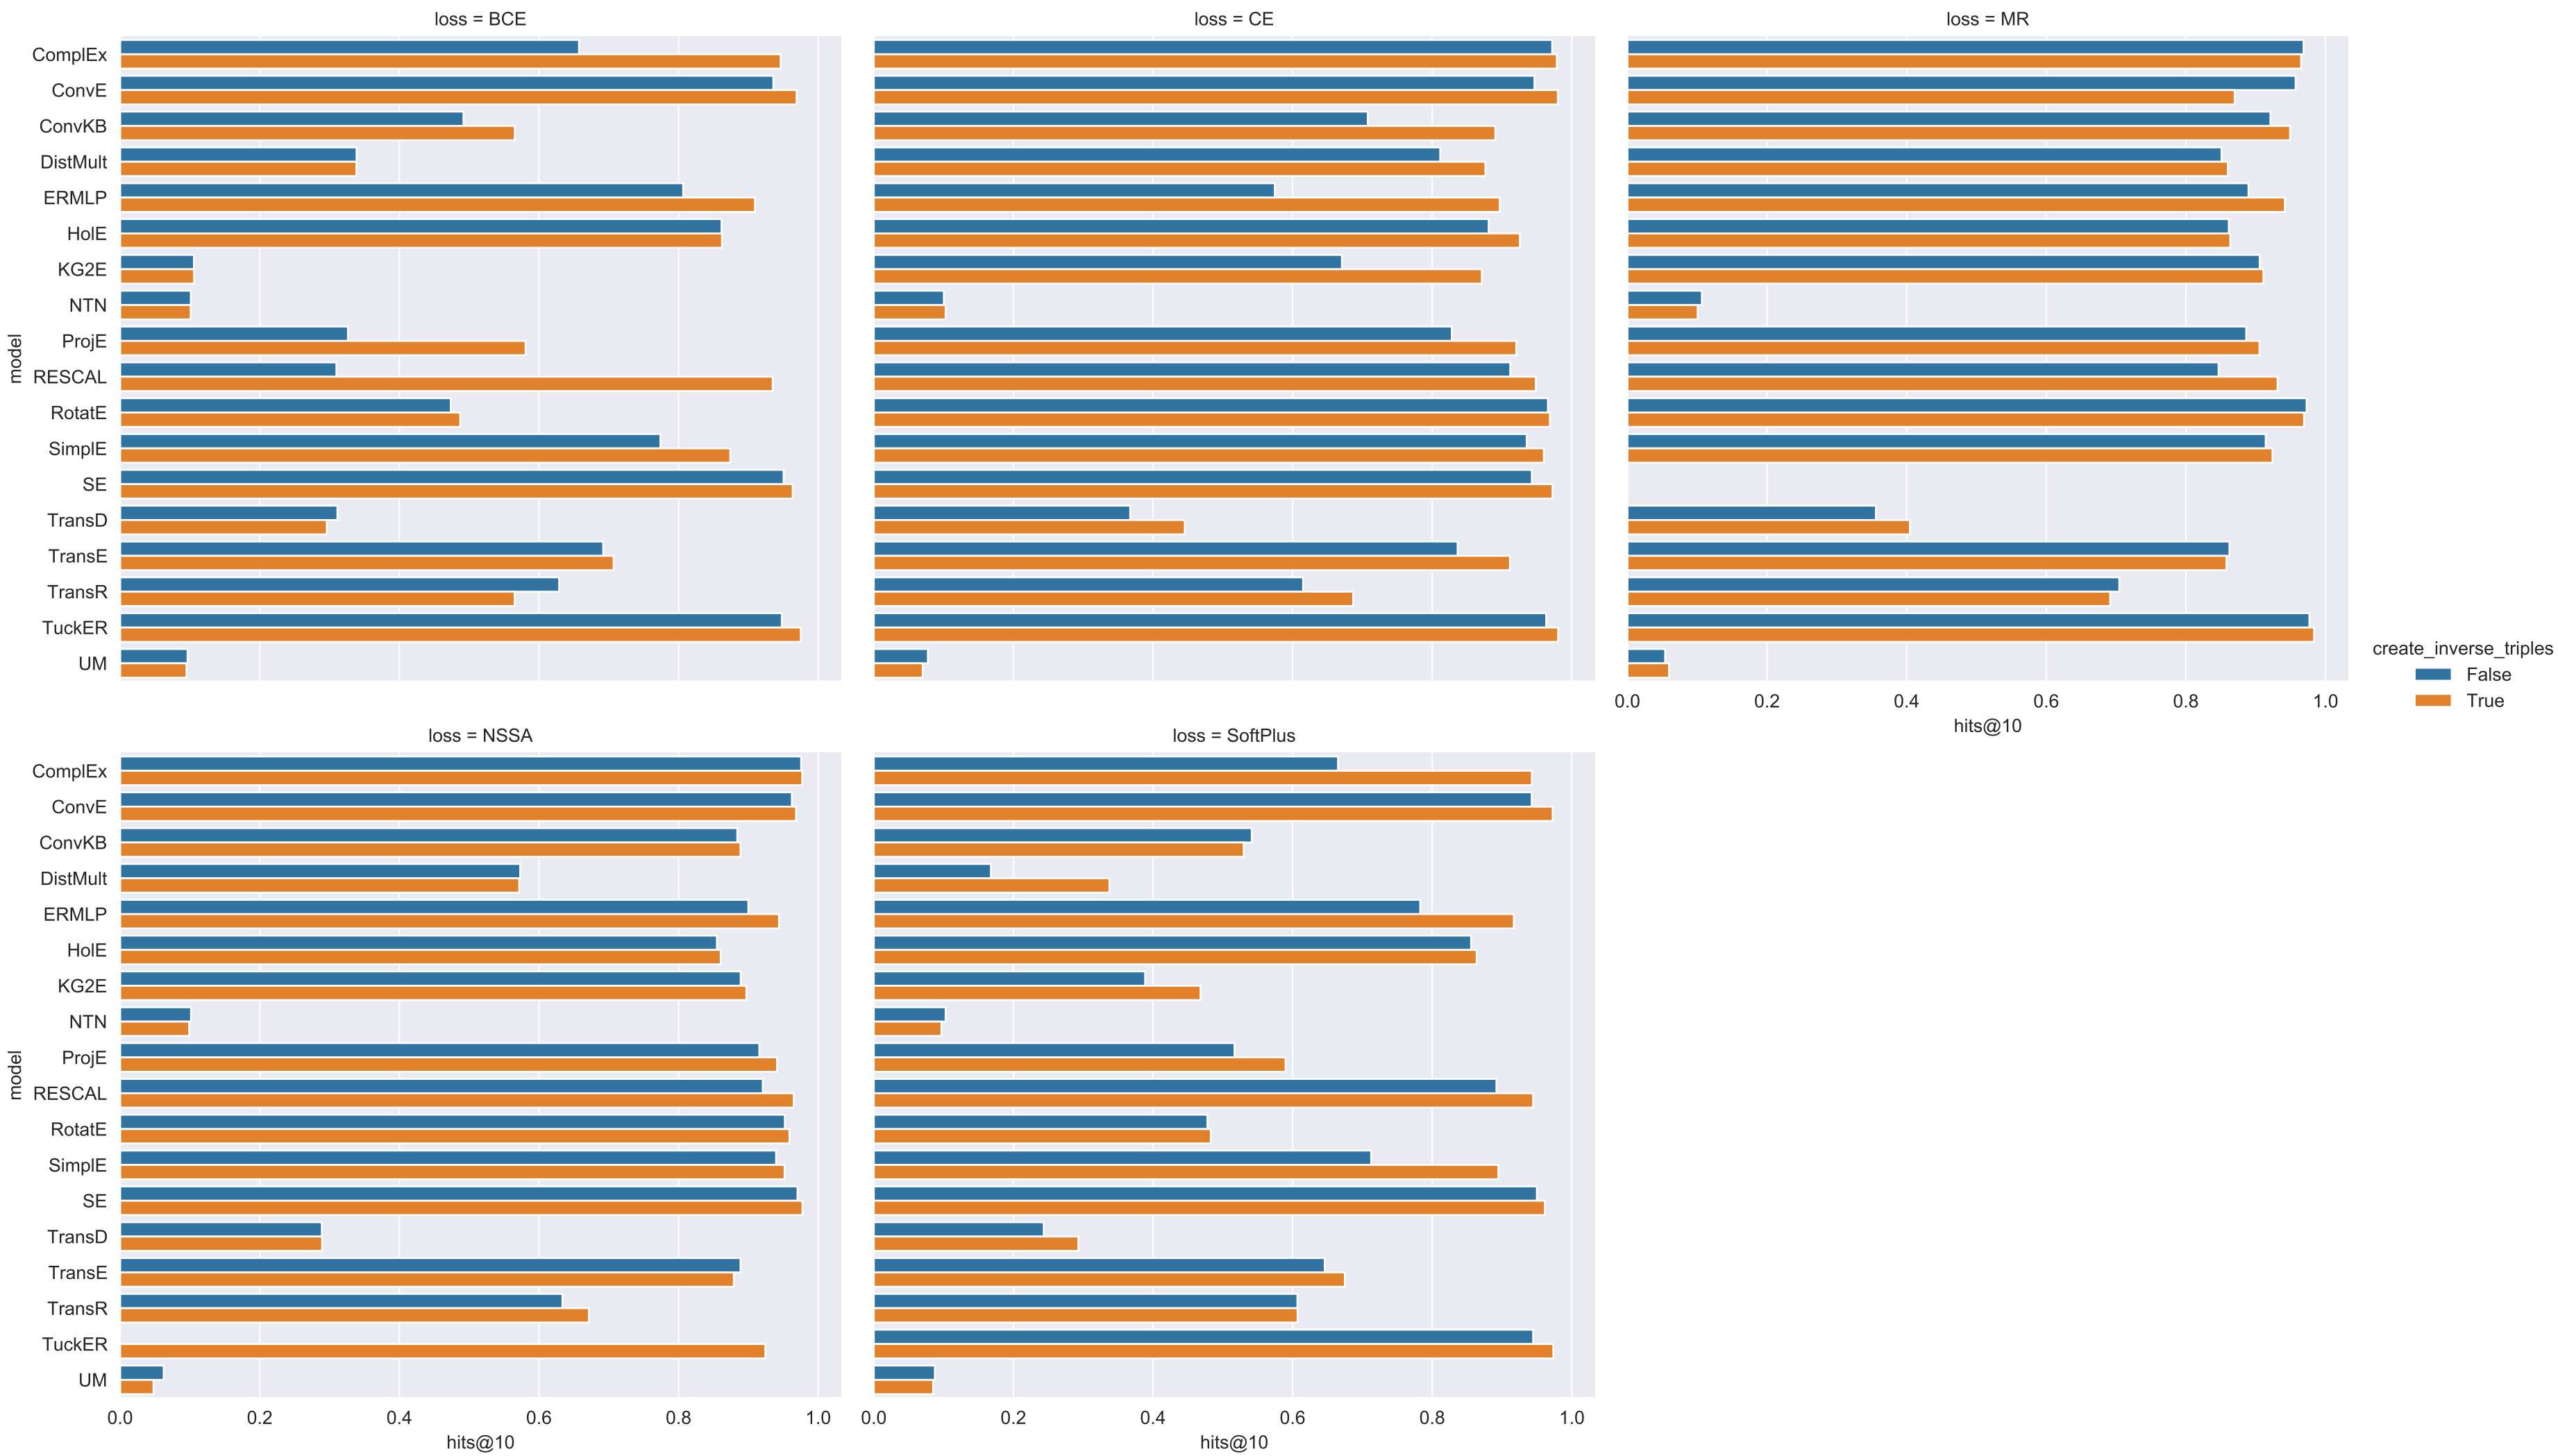 loss = BCE
loss = CE
loss = MR
ComplEx
ConvE
ConvKB
DistMult
ERMLP
HolE
KG2E
NTN
ProjE
RESCAL
RotatE
SimplE
SE
TransD
TransE
TransR
TuckER
UM
model
0.0 0.2 0.4 0.6 0.8 1.0
hits@10
create_inverse_triples
False
True
loss = NSSA
loss = SoftPlus
ComplEx
ConvE
ConvKB
DistMult
ERMLP
HolE
KG2E
NTN
ProjE
RESCAL
RotatE
SimplE
SE
TransD
TransE
TransR
TuckER
UM
model
0.0 0.2 0.4 0.6 0.8 1.0
hits@10
0.0 0.2 0.4 0.6 0.8 1.0
hits@10